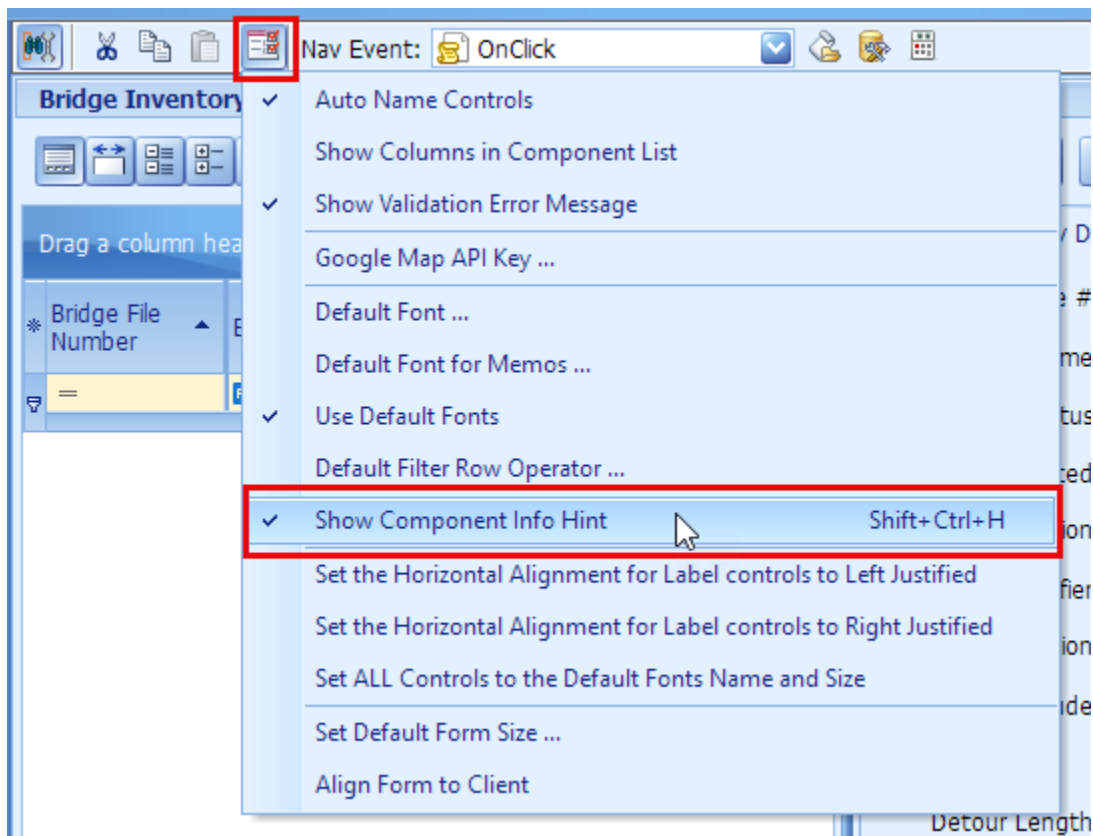 Nav Event: OnClick
Bridge Inventory
Auto Name Controls
Show Columns in Component List
Show Validation Error Message
Google Map API Key ...
Default Font ...
Default Font for Memos ...
Use Default Fonts
Default Filter Row Operator ...
Show Component Info Hint Shift+Ctrl+H
Set the Horizontal Alignment for Label controls to Left Justified
Set the Horizontal Alignment for Label controls to Right Justified
Set ALL Controls to the Default Fonts Name and Size
Set Default Form Size ...
Align Form to Client
Drag a column hea
Bridge File
Number
=
Detour Length